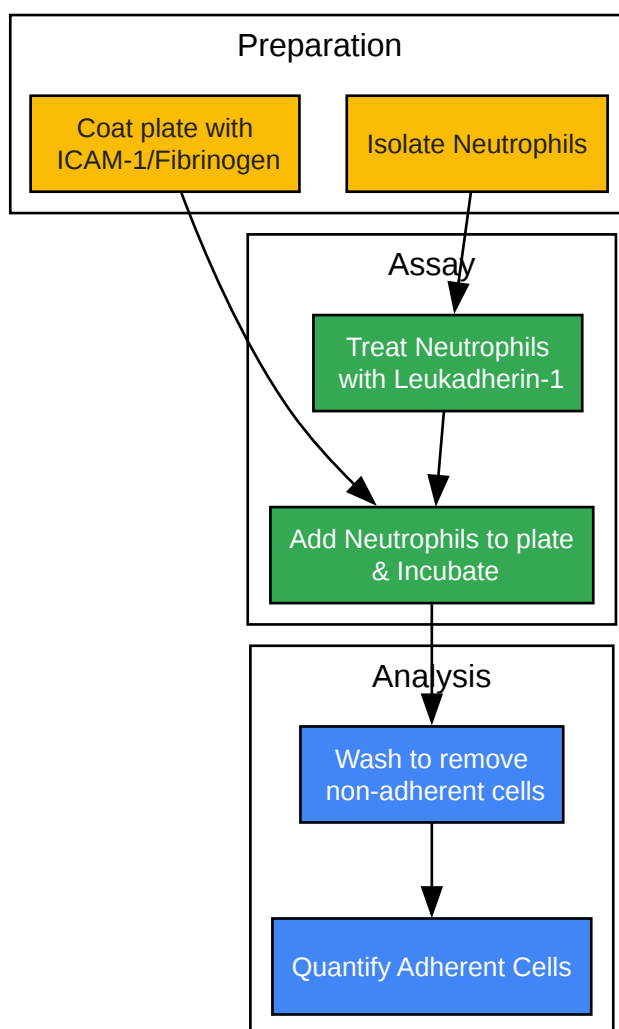 Preparation
Coat plate with
ICAM-1/Fibrinogen
Isolate Neutrophils
Assay
Treat Neutrophils
with Leukadherin-1
Add Neutrophils to plate
& Incubate
Analysis
Wash to remove
non-adherent cells
Quantify Adherent Cells